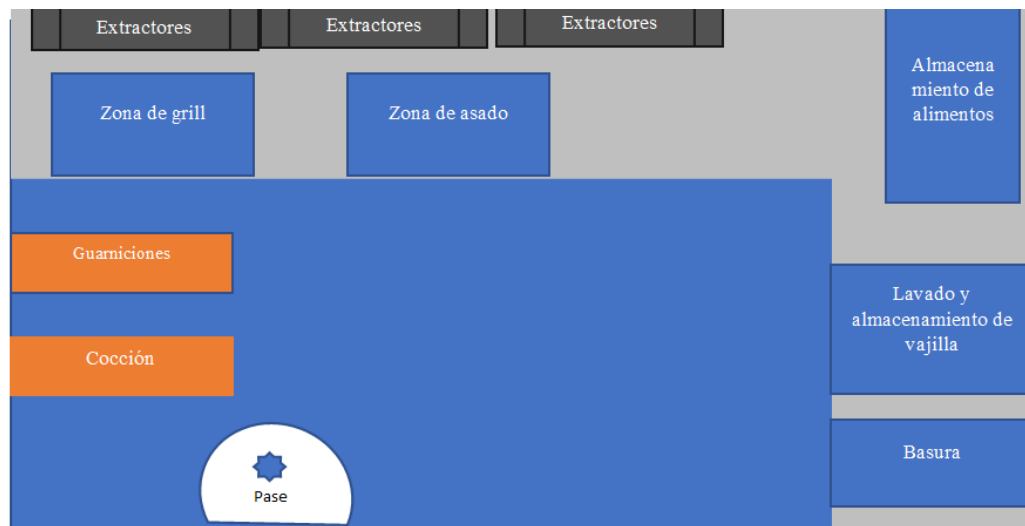 Extractores
Extractores
Extractores
Zona de grill
Zona de asado
Almacena
miento de
alimentos
Guarniciones
Cocción
Lavado y
almacenamiento de
vajilla
Basura
Pase